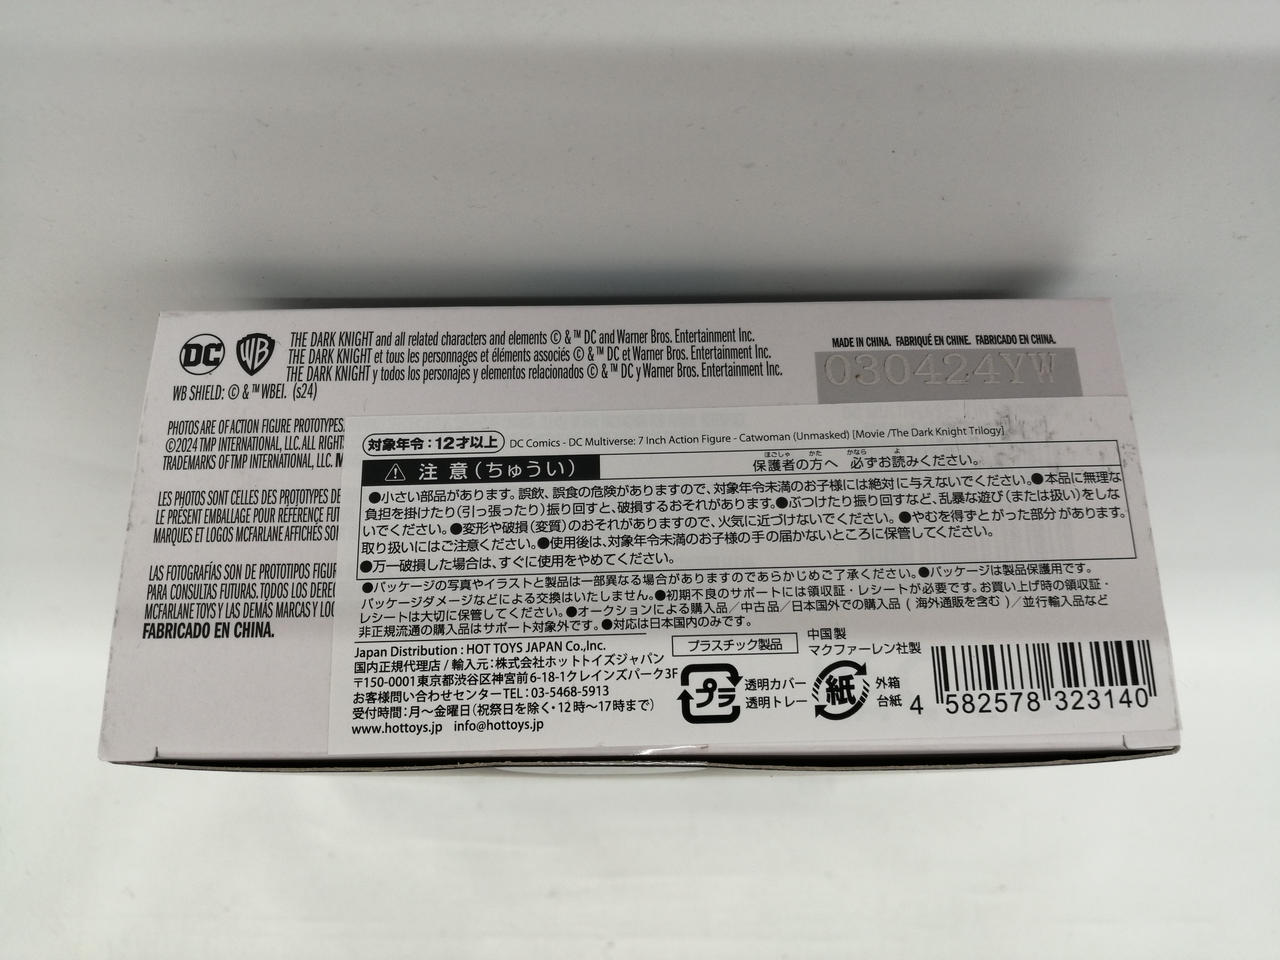 DC
WB
THE DARK KNIGHT and all related characters and elements © & ™ DC and Warner Bros. Entertainment Inc.
THE DARK KNIGHT et tous les personnages et éléments associés © & ™ DC et Warner Bros. Entertainment Inc.
THE DARK KNIGHT y todos los personajes y elementos relacionados © & ™ DC y Warner Bros. Entertainment Inc.
WB SHIELD: © & ™ WBEI. (s24)
MADE IN CHINA. FABRIQUÉ EN CHINE. FABRICADO EN CHINA.
030424YW
PHOTOS ARE OF ACTION FIGURE PROTOTYPES.
©2024 TMP INTERNATIONAL, LLC. ALL RIGHT
TRADEMARKS OF TMP INTERNATIONAL, LLC. M
LES PHOTOS SONT CELLES DES PROTOTYPES DE
LE PRÉSENT EMBALLAGE POUR RÉFÉRENCE FUT
MARQUES ET LOGOS MCFARLANE AFFICHÉS SO
LAS FOTOGRAFÍAS SON DE PROTOTIPOS FIGU
PARA CONSULTAS FUTURAS. TODOS LOS DEREC
MCFARLANE TOYS Y LAS DEMÁS MARCAS Y LO
FABRICADO EN CHINA.
対象年令:12才以上 DC Comics - DC Multiverse: 7 Inch Action Figure - Catwoman (Unmasked) [Movie /The Dark Knight Trilogy]
注意(ちゅうい) 保護者の方へ 必ずお読みください。
●小さい部品があります。誤飲、誤食の危険がありますので、対象年令未満のお子様には絶対に与えないでください。●本品に無理な
負担を掛けたり(引っ張ったり)振り回すと、破損するおそれがあります。●ぶつけたり振り回すなど、乱暴な遊び(または扱い)をしな
いでください。●変形や破損(変質)のおそれがありますので、火気に近づけないでください。●やむを得ずとがった部分があります。
取り扱いにはご注意ください。●使用後は、対象年令未満のお子様の手の届かないところに保管してください。
●万一破損した場合は、すぐに使用をやめてください。
●パッケージの写真やイラストと製品は一部異なる場合がありますのであらかじめご了承ください。●パッケージは製品保護用です。
パッケージダメージなどによる交換はいたしません。●初期不良のサポートには領収証・レシートが必要です。お買い上げ時の領収証・
レシートは大切に保管してください。●オークションによる購入品/中古品/日本国外での購入品(海外通販を含む)/並行輸入品など
非正規流通の購入品はサポート対象外です。●対応は日本国内のみです。
Japan Distribution : HOT TOYS JAPAN Co.,Inc.
国内正規代理店/輸入元:株式会社ホットトイズジャパン
〒150-0001東京都渋谷区神宮前6-18-1クレインズパーク3F
お客様問い合わせセンターTEL:03-5468-5913
受付時間:月〜金曜日(祝祭日を除く・12時〜17時まで)
www.hottoys.jp info@hottoys.jp
プラスチック製品
中国製
マクファーレン社製
プラ
透明カバー
透明トレー
紙
外箱
台紙
4 582578 323140